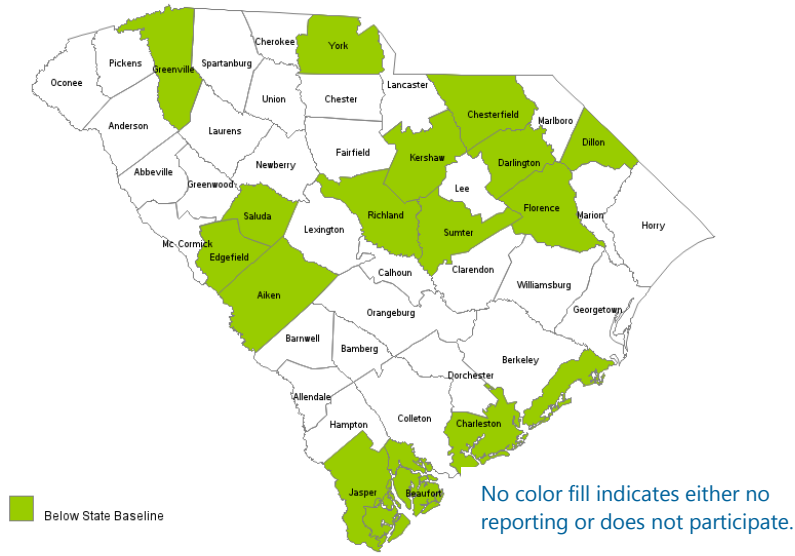 Cherokee
York
Greenville
Spartanburg
Pickens
Oconee
Lancaster
Union
Chester
Chesterfield
Marlboro
Anderson
Laurens
Dillon
Fairfield
Kershaw
Darlington
Newberry
Abbeville
Greenwood
Lee
Florence
Saluda
Richland
Marion
Lexington
Sumter
Horry
Mc Cormick
Edgefield
Calhoun
Clarendon
Williamsburg
Aiken
Orangeburg
Georgetown
Barnwell
Bamberg
Berkeley
Dorchester
Allendale
Colleton
Charleston
Hampton
Jasper
Beaufort
No color fill indicates either no
reporting or does not participate.
Below State Baseline